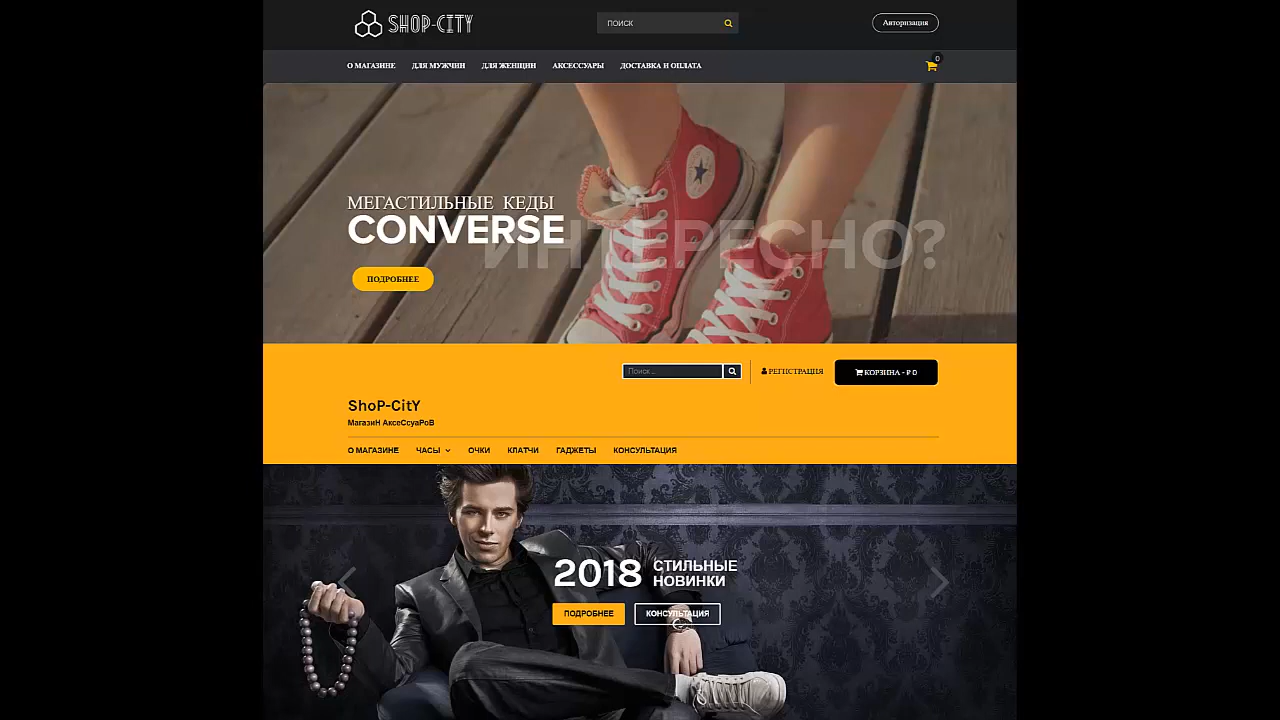 SHOP-CITY
ПОИСК
Авторизация
О МАГАЗИНЕ ДЛЯ МУЖЧИН ДЛЯ ЖЕНЩИН АКСЕССУАРЫ ДОСТАВКА И ОПЛАТА
0
МЕГАСТИЛЬНЫЕ КЕДЫ
CONVERSE
ИНТЕРЕСНО?
ПОДРОБНЕЕ
Поиск...
РЕГИСТРАЦИЯ
КОРЗИНА - ₽ 0
ShoP-CitY
МагазиН АксеСсуаРоВ
О МАГАЗИНЕ ЧАСЫ ОЧКИ КЛАТЧИ ГАДЖЕТЫ КОНСУЛЬТАЦИЯ
2018 СТИЛЬНЫЕ
НОВИНКИ
ПОДРОБНЕЕ КОНСУЛЬТАЦИЯ